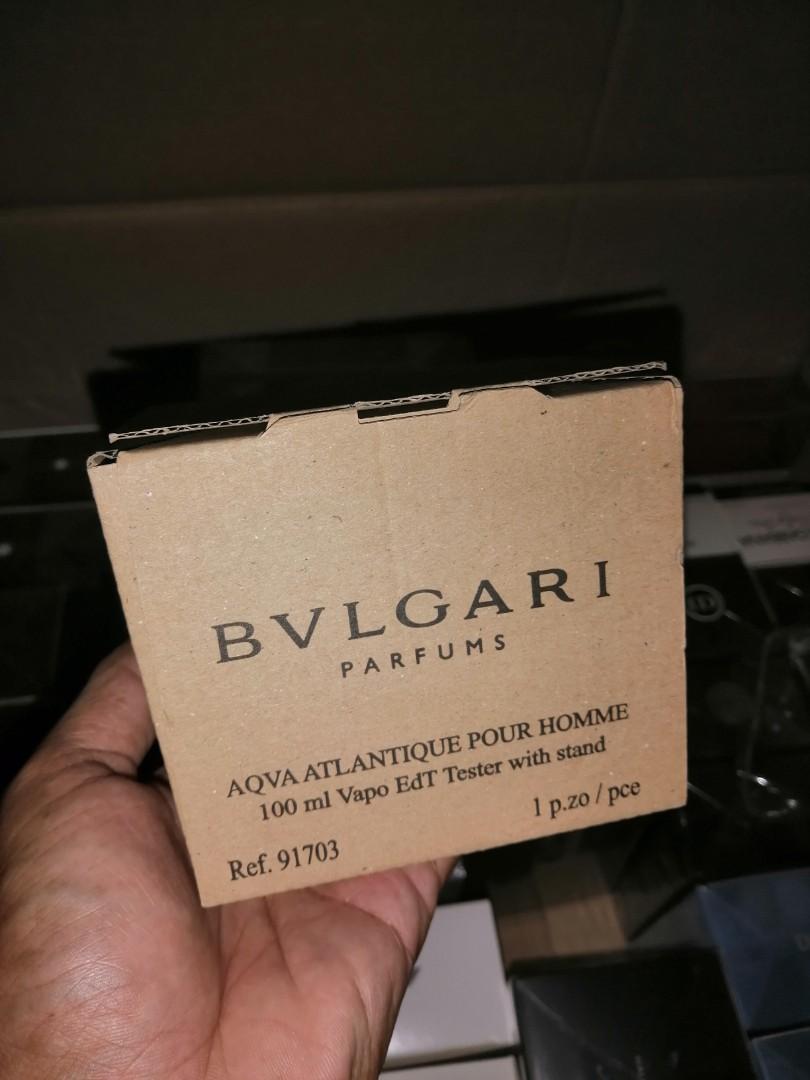 BVLGARI
PARFUMS
AQVA ATLANTIQUE POUR HOMME
100 ml Vapo EdT Tester with stand
1 p.zo / pce
Ref. 91703